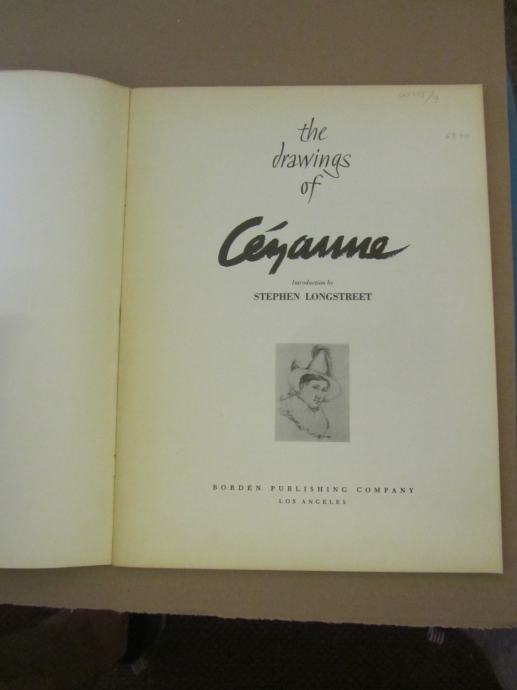 the
drawings
of
Cézanne
Introduction by
STEPHEN LONGSTREET
BORDEN PUBLISHING COMPANY
LOS ANGELES